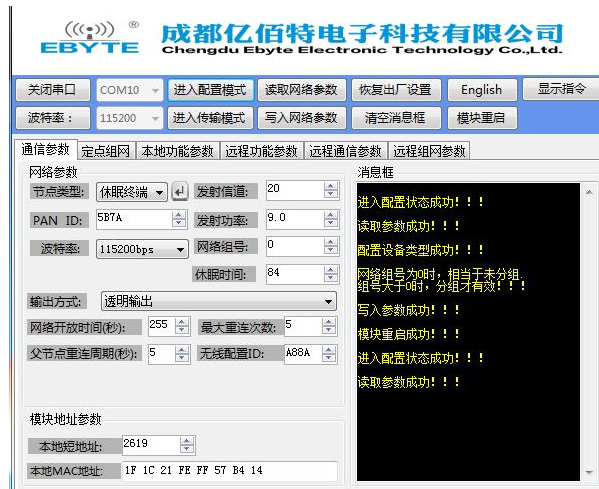 EBYTE ®
成都亿佰特电子科技有限公司
Chengdu Ebyte Electronic Technology Co.,Ltd.
关闭串口 COM10 进入配置模式 读取网络参数 恢复出厂设置 English 显示指令
波特率： 115200 进入传输模式 写入网络参数 清空消息框 模块重启
通信参数 定点组网 本地功能参数 远程功能参数 远程通信参数 远程组网参数
网络参数
节点类型: 休眠终端 发射信道: 20
PAN ID: 5B7A 发射功率: 9.0
波特率: 115200bps 网络组号: 0
休眠时间: 84
输出方式: 透明输出
网络开放时间(秒): 255 最大重连次数: 5
父节点重连周期(秒): 5 无线配置ID: A88A
模块地址参数
本地短地址: 2619
本地MAC地址: 1F 1C 21 FE FF 57 B4 14
消息框
进入配置状态成功！！！
读取参数成功！！！
配置设备类型成功！！！
网络组号为0时，相当于未分组.
组号大于0时，分组才有效！！！
写入参数成功！！！
模块重启成功！！！
进入配置状态成功！！！
读取参数成功！！！